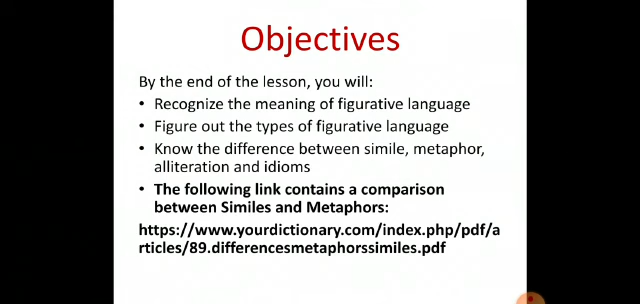 Objectives
By the end of the lesson, you will:
• Recognize the meaning of figurative language
• Figure out the types of figurative language
• Know the difference between simile, metaphor,
alliteration and idioms
• The following link contains a comparison
between Similes and Metaphors:
https://www.yourdictionary.com/index.php/pdf/a
rticles/89.differencesmetaphorssimiles.pdf